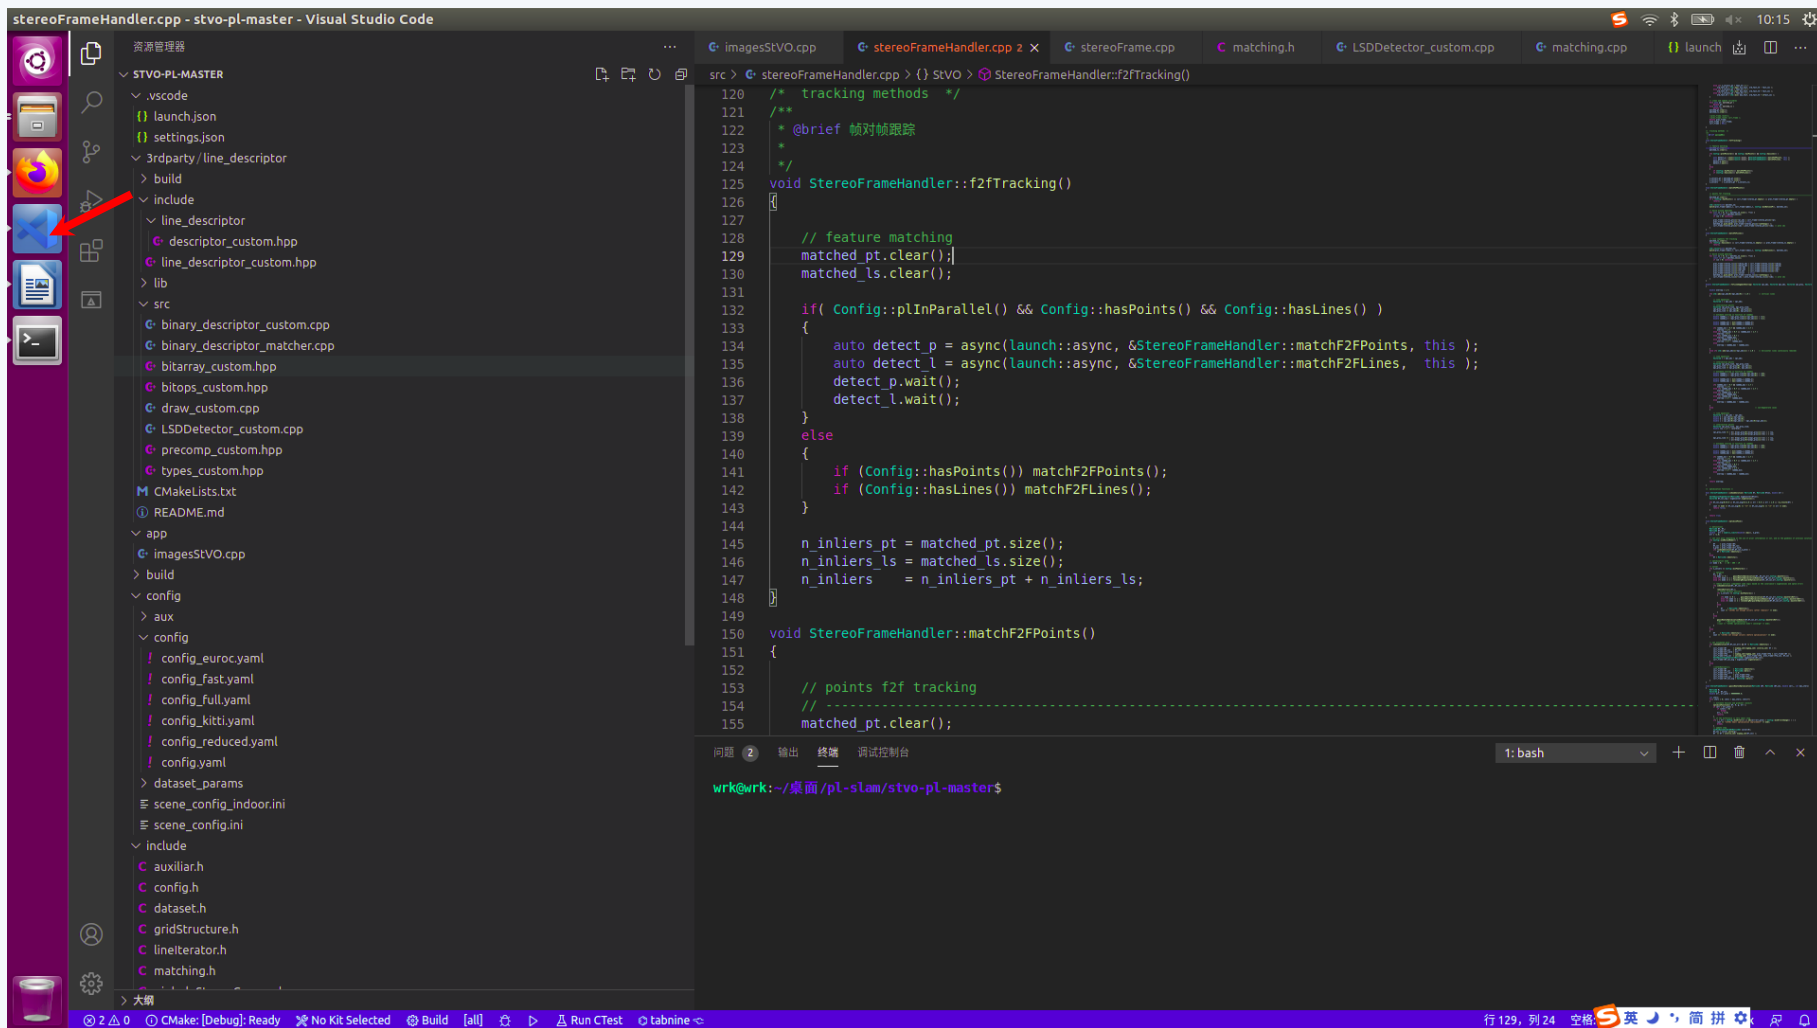 stereoFrameHandler.cpp - stvo-pl-master - Visual Studio Code
10:15
资源管理器
STVO-PL-MASTER
.vscode
launch.json
settings.json
3rdparty/line_descriptor
build
include
line_descriptor
descriptor_custom.hpp
line_descriptor_custom.hpp
lib
src
binary_descriptor_custom.cpp
binary_descriptor_matcher.cpp
bitarray_custom.hpp
bitops_custom.hpp
draw_custom.cpp
LSDDetector_custom.cpp
precomp_custom.hpp
types_custom.hpp
CMakeLists.txt
README.md
app
imagesStVO.cpp
build
config
aux
config
config_euroc.yaml
config_fast.yaml
config_full.yaml
config_kitti.yaml
config_reduced.yaml
config.yaml
dataset_params
scene_config_indoor.ini
scene_config.ini
include
auxiliar.h
config.h
dataset.h
gridStructure.h
lineIterator.h
matching.h
大纲
imagesStVO.cpp
stereoFrameHandler.cpp 2
stereoFrame.cpp
matching.h
LSDDetector_custom.cpp
matching.cpp
launch
src > stereoFrameHandler.cpp > {} StVO > StereoFrameHandler::f2fTracking()
120 /* tracking methods */
121 /**
122 * @brief 帧对帧跟踪
123 *
124 */
125 void StereoFrameHandler::f2fTracking()
126 {
127
128 // feature matching
129 matched_pt.clear();
130 matched_ls.clear();
131
132 if( Config::plInParallel() && Config::hasPoints() && Config::hasLines() )
133 {
134 auto detect_p = async(launch::async, &StereoFrameHandler::matchF2FPoints, this );
135 auto detect_l = async(launch::async, &StereoFrameHandler::matchF2FLines, this );
136 detect_p.wait();
137 detect_l.wait();
138 }
139 else
140 {
141 if (Config::hasPoints()) matchF2FPoints();
142 if (Config::hasLines()) matchF2FLines();
143 }
144
145 n_inliers_pt = matched_pt.size();
146 n_inliers_ls = matched_ls.size();
147 n_inliers = n_inliers_pt + n_inliers_ls;
148 }
149
150 void StereoFrameHandler::matchF2FPoints()
151 {
152
153 // points f2f tracking
154 // --------------------------------------------------------------------------------------------------------------
155 matched_pt.clear();
问题 2 输出 终端 调试控制台
1: bash
wrk@wrk:~/桌面/pl-slam/stvo-pl-master$
2 0 CMake: [Debug]: Ready No Kit Selected Build [all] Run CTest tabnine
行 129，列 24 空格:
英 简 拼